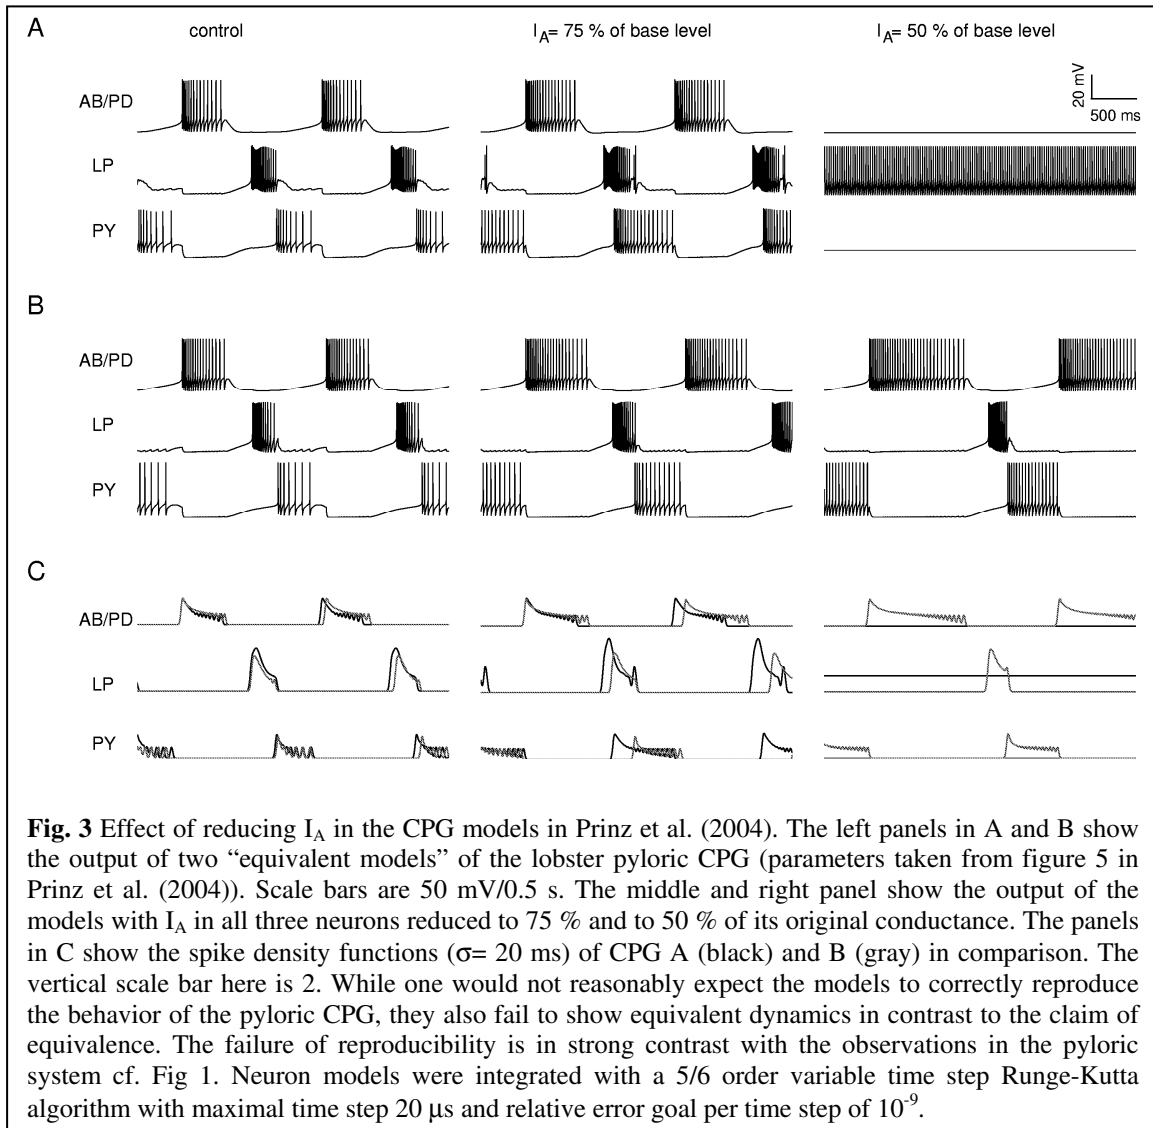 A
control
I_A= 75 % of base level
I_A= 50 % of base level
20 mV
500 ms
AB/PD
LP
PY
B
AB/PD
LP
PY
C
AB/PD
LP
PY
Fig. 3 Effect of reducing I_A in the CPG models in Prinz et al. (2004). The left panels in A and B show
the output of two “equivalent models” of the lobster pyloric CPG (parameters taken from figure 5 in
Prinz et al. (2004)). Scale bars are 50 mV/0.5 s. The middle and right panel show the output of the
models with I_A in all three neurons reduced to 75 % and to 50 % of its original conductance. The panels
in C show the spike density functions (σ= 20 ms) of CPG A (black) and B (gray) in comparison. The
vertical scale bar here is 2. While one would not reasonably expect the models to correctly reproduce
the behavior of the pyloric CPG, they also fail to show equivalent dynamics in contrast to the claim of
equivalence. The failure of reproducibility is in strong contrast with the observations in the pyloric
system cf. Fig 1. Neuron models were integrated with a 5/6 order variable time step Runge-Kutta
algorithm with maximal time step 20 μs and relative error goal per time step of 10⁻⁹.